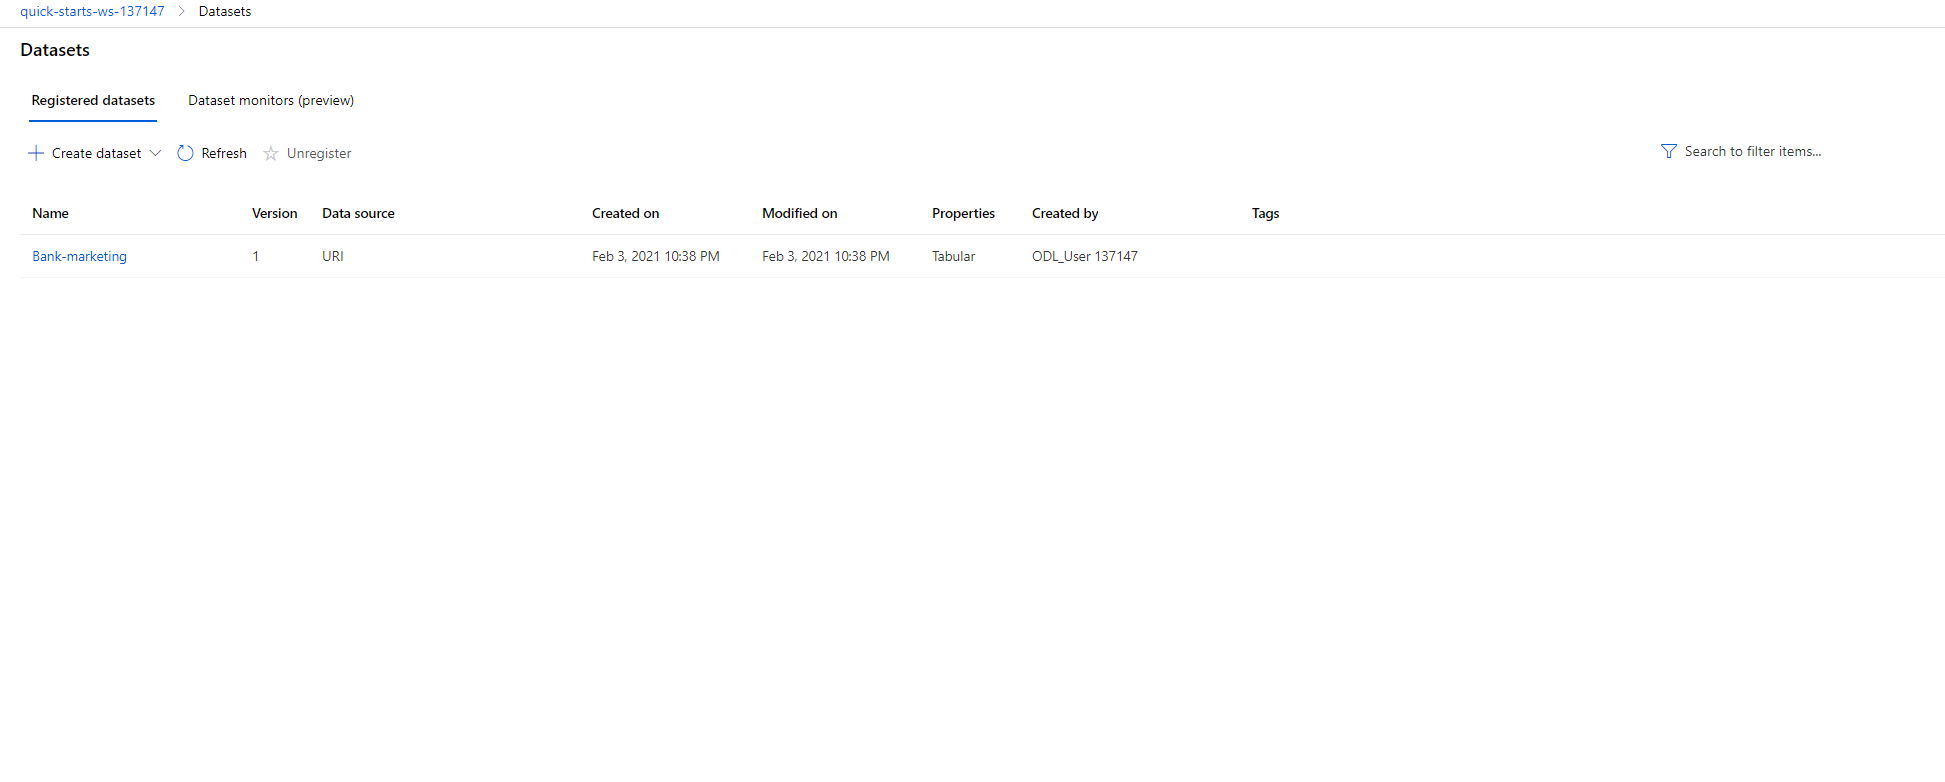 quick-starts-ws-137147 > Datasets
Datasets
Registered datasets Dataset monitors (preview)
Create dataset Refresh Unregister Search to filter items...
Name Version Data source Created on Modified on Properties Created by Tags
Bank-marketing 1 URI Feb 3, 2021 10:38 PM Feb 3, 2021 10:38 PM Tabular ODL_User 137147